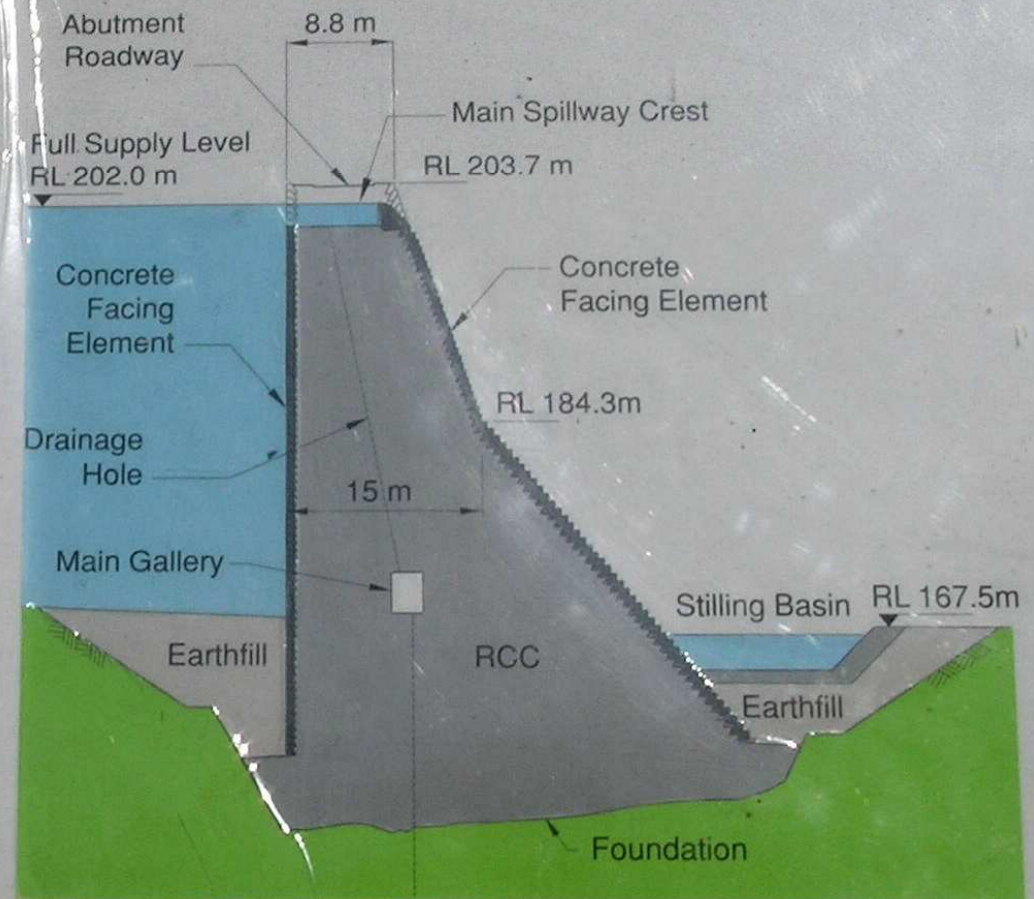 Abutment
Roadway
8.8 m
Main Spillway Crest
Full Supply Level
RL 202.0 m
RL 203.7 m
Concrete
Facing
Element
Concrete
Facing Element
RL 184.3m
Drainage
Hole
15 m
Main Gallery
Stilling Basin
RL 167.5m
Earthfill
RCC
Earthfill
Foundation